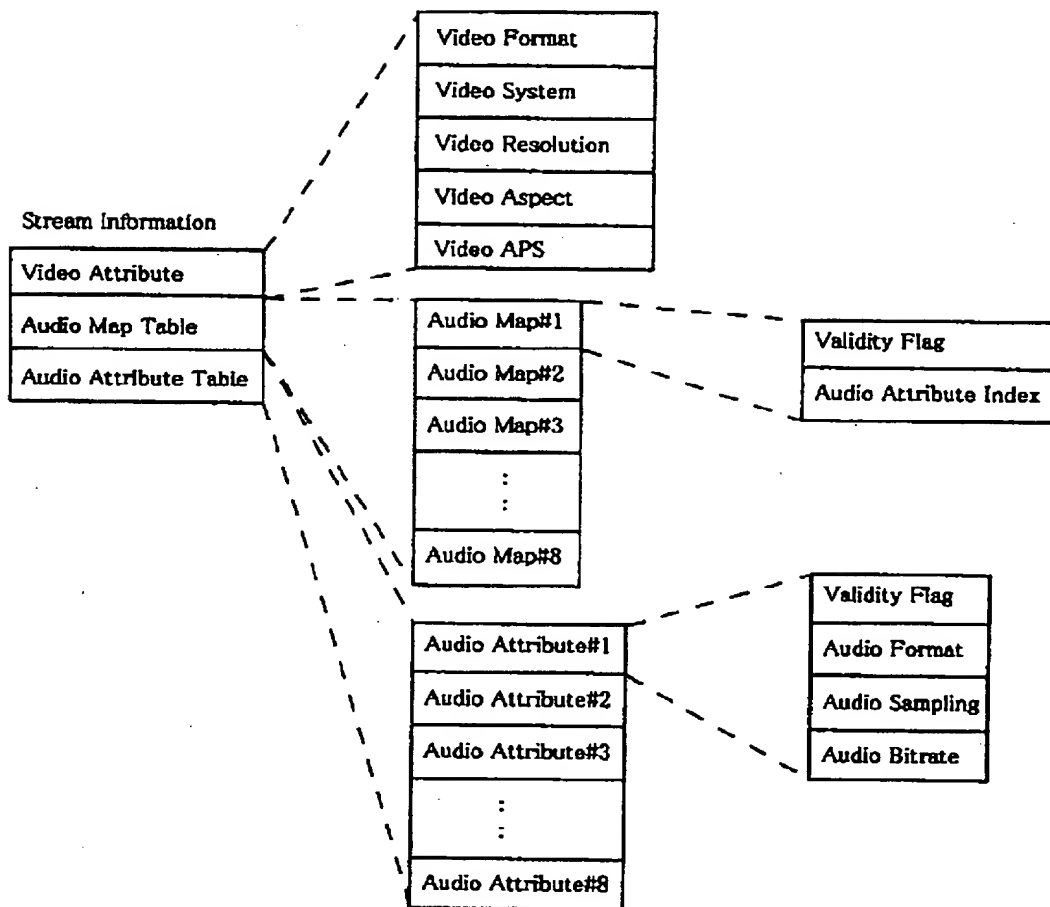 Stream Information
Video Attribute
Audio Map Table
Audio Attribute Table
Video Format
Video System
Video Resolution
Video Aspect
Video APS
Audio Map#1
Audio Map#2
Audio Map#3
Audio Map#8
Validity Flag
Audio Attribute Index
Audio Attribute#1
Audio Attribute#2
Audio Attribute#3
Audio Attribute#8
Validity Flag
Audio Format
Audio Sampling
Audio Bitrate